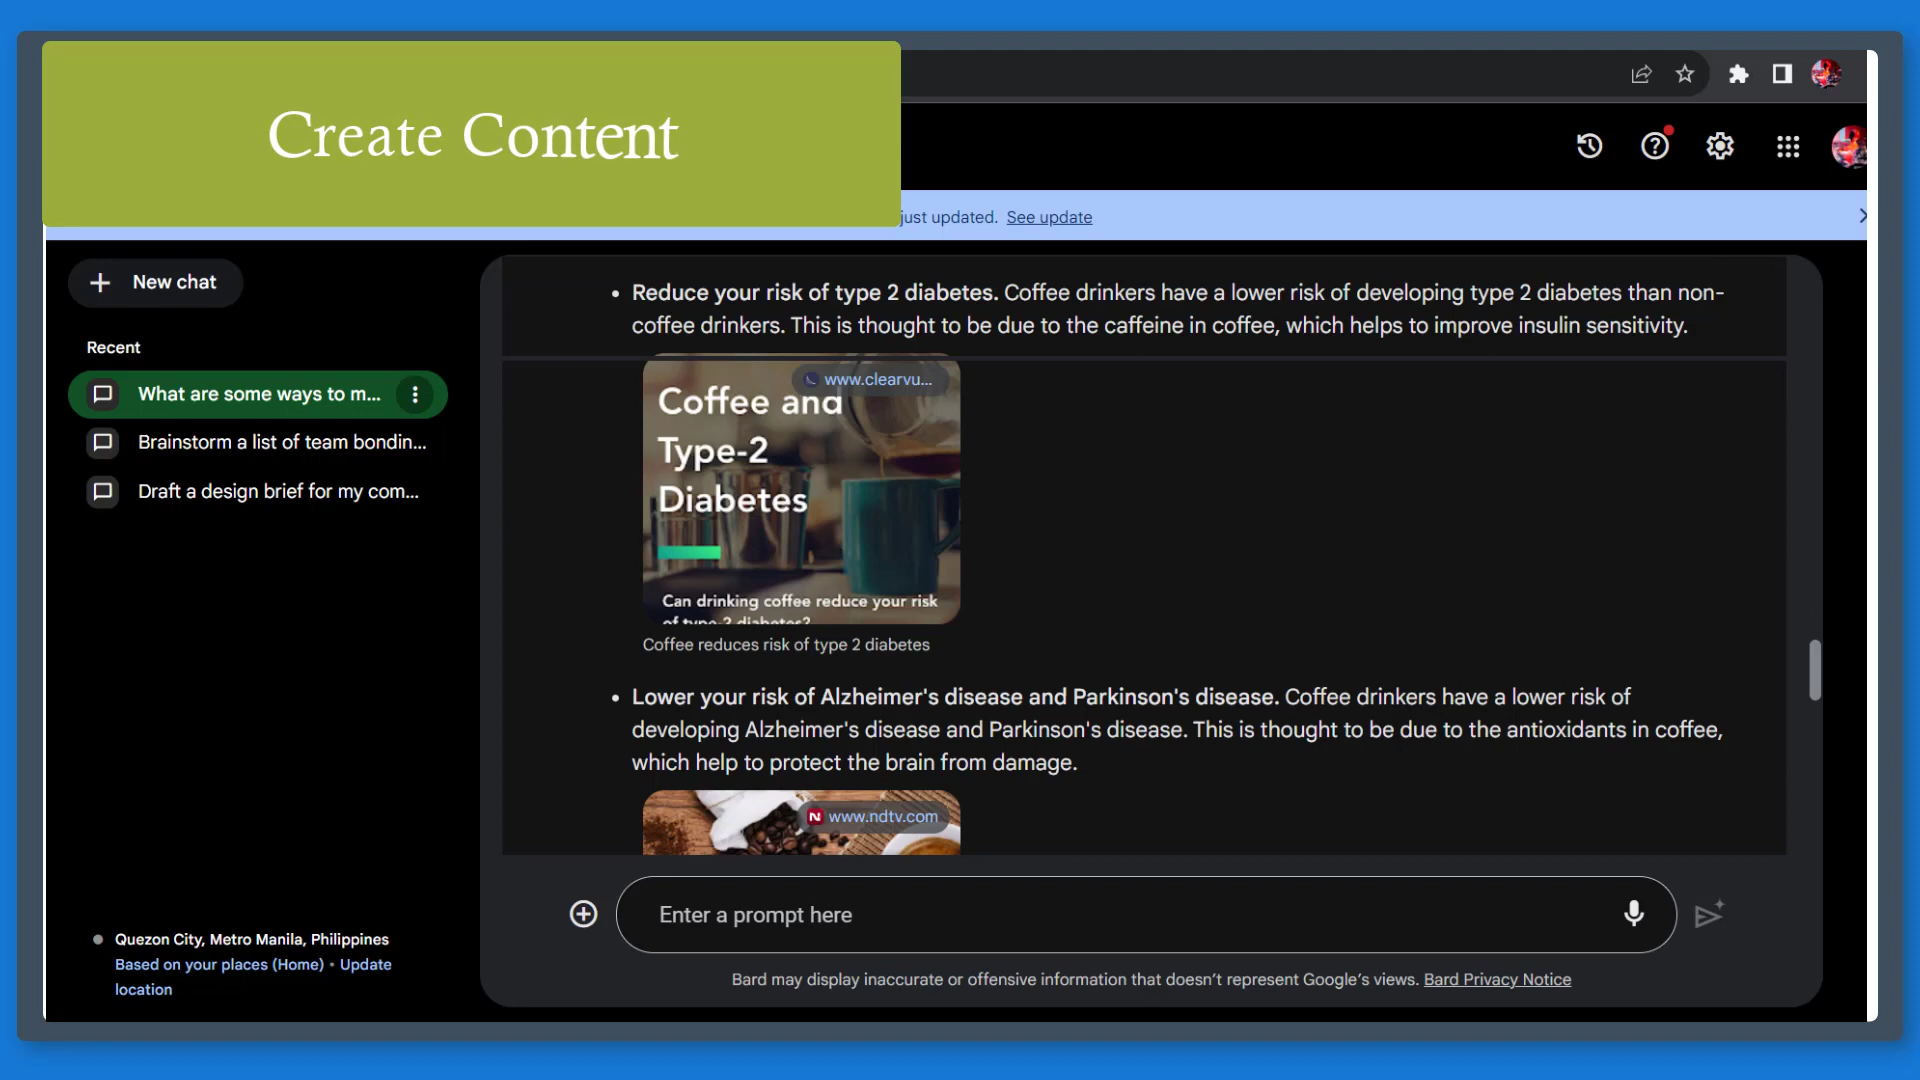 Create Content
just updated. See update
New chat
Recent
What are some ways to m...
Brainstorm a list of team bondin...
Draft a design brief for my com...
Quezon City, Metro Manila, Philippines
Based on your places (Home) • Update
location
• Reduce your risk of type 2 diabetes. Coffee drinkers have a lower risk of developing type 2 diabetes than non-
coffee drinkers. This is thought to be due to the caffeine in coffee, which helps to improve insulin sensitivity.
www.clearvu...
Coffee and
Type-2
Diabetes
Can drinking coffee reduce your risk
of type-2 diabetes?
Coffee reduces risk of type 2 diabetes
• Lower your risk of Alzheimer's disease and Parkinson's disease. Coffee drinkers have a lower risk of
developing Alzheimer's disease and Parkinson's disease. This is thought to be due to the antioxidants in coffee,
which help to protect the brain from damage.
N www.ndtv.com
Enter a prompt here
Bard may display inaccurate or offensive information that doesn't represent Google's views. Bard Privacy Notice